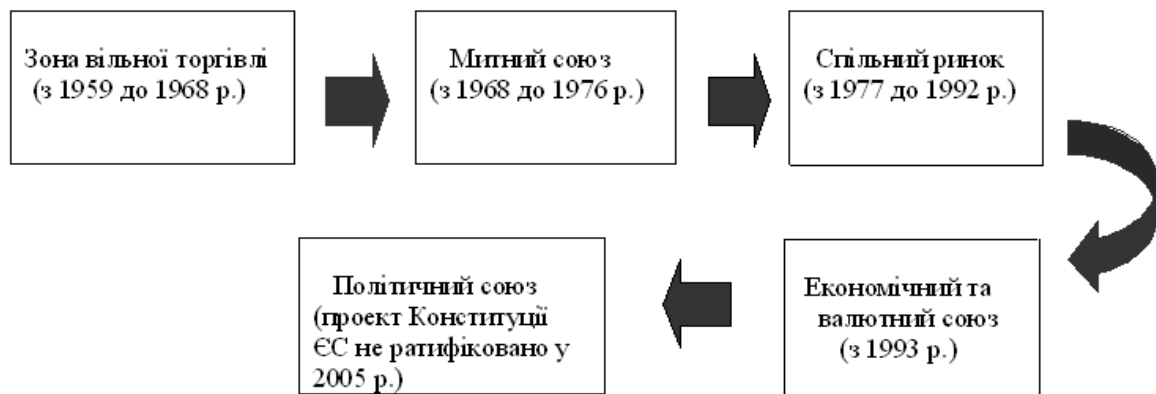 Зона вільної торгівлі
(з 1959 до 1968 р.)
Митний союз
(з 1968 до 1976 р.)
Спільний ринок
(з 1977 до 1992 р.)
Економічний та
валютний союз
(з 1993 р.)
Політичний союз
(проект Конституції
ЄС не ратифіковано у
2005 р.)